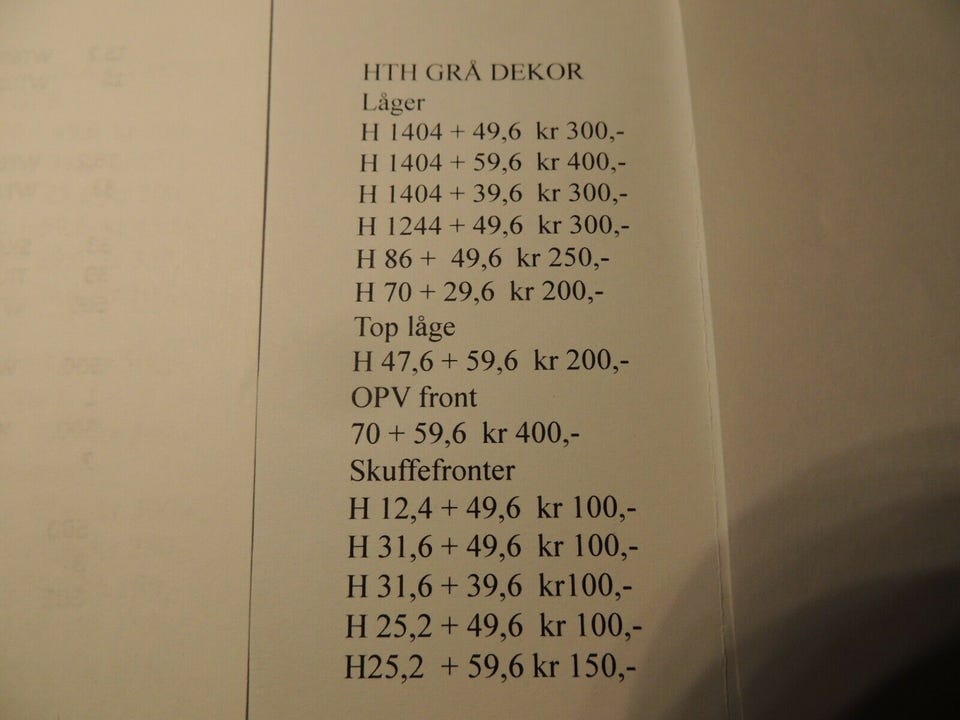 HTH GRÅ DEKOR
Låger
H 1404 + 49,6 kr 300,-
H 1404 + 59,6 kr 400,-
H 1404 + 39,6 kr 300,-
H 1244 + 49,6 kr 300,-
H 86 + 49,6 kr 250,-
H 70 + 29,6 kr 200,-
Top låge
H 47,6 + 59,6 kr 200,-
OPV front
70 + 59,6 kr 400,-
Skuffefronter
H 12,4 + 49,6 kr 100,-
H 31,6 + 49,6 kr 100,-
H 31,6 + 39,6 kr100,-
H 25,2 + 49,6 kr 100,-
H25,2 + 59,6 kr 150,-